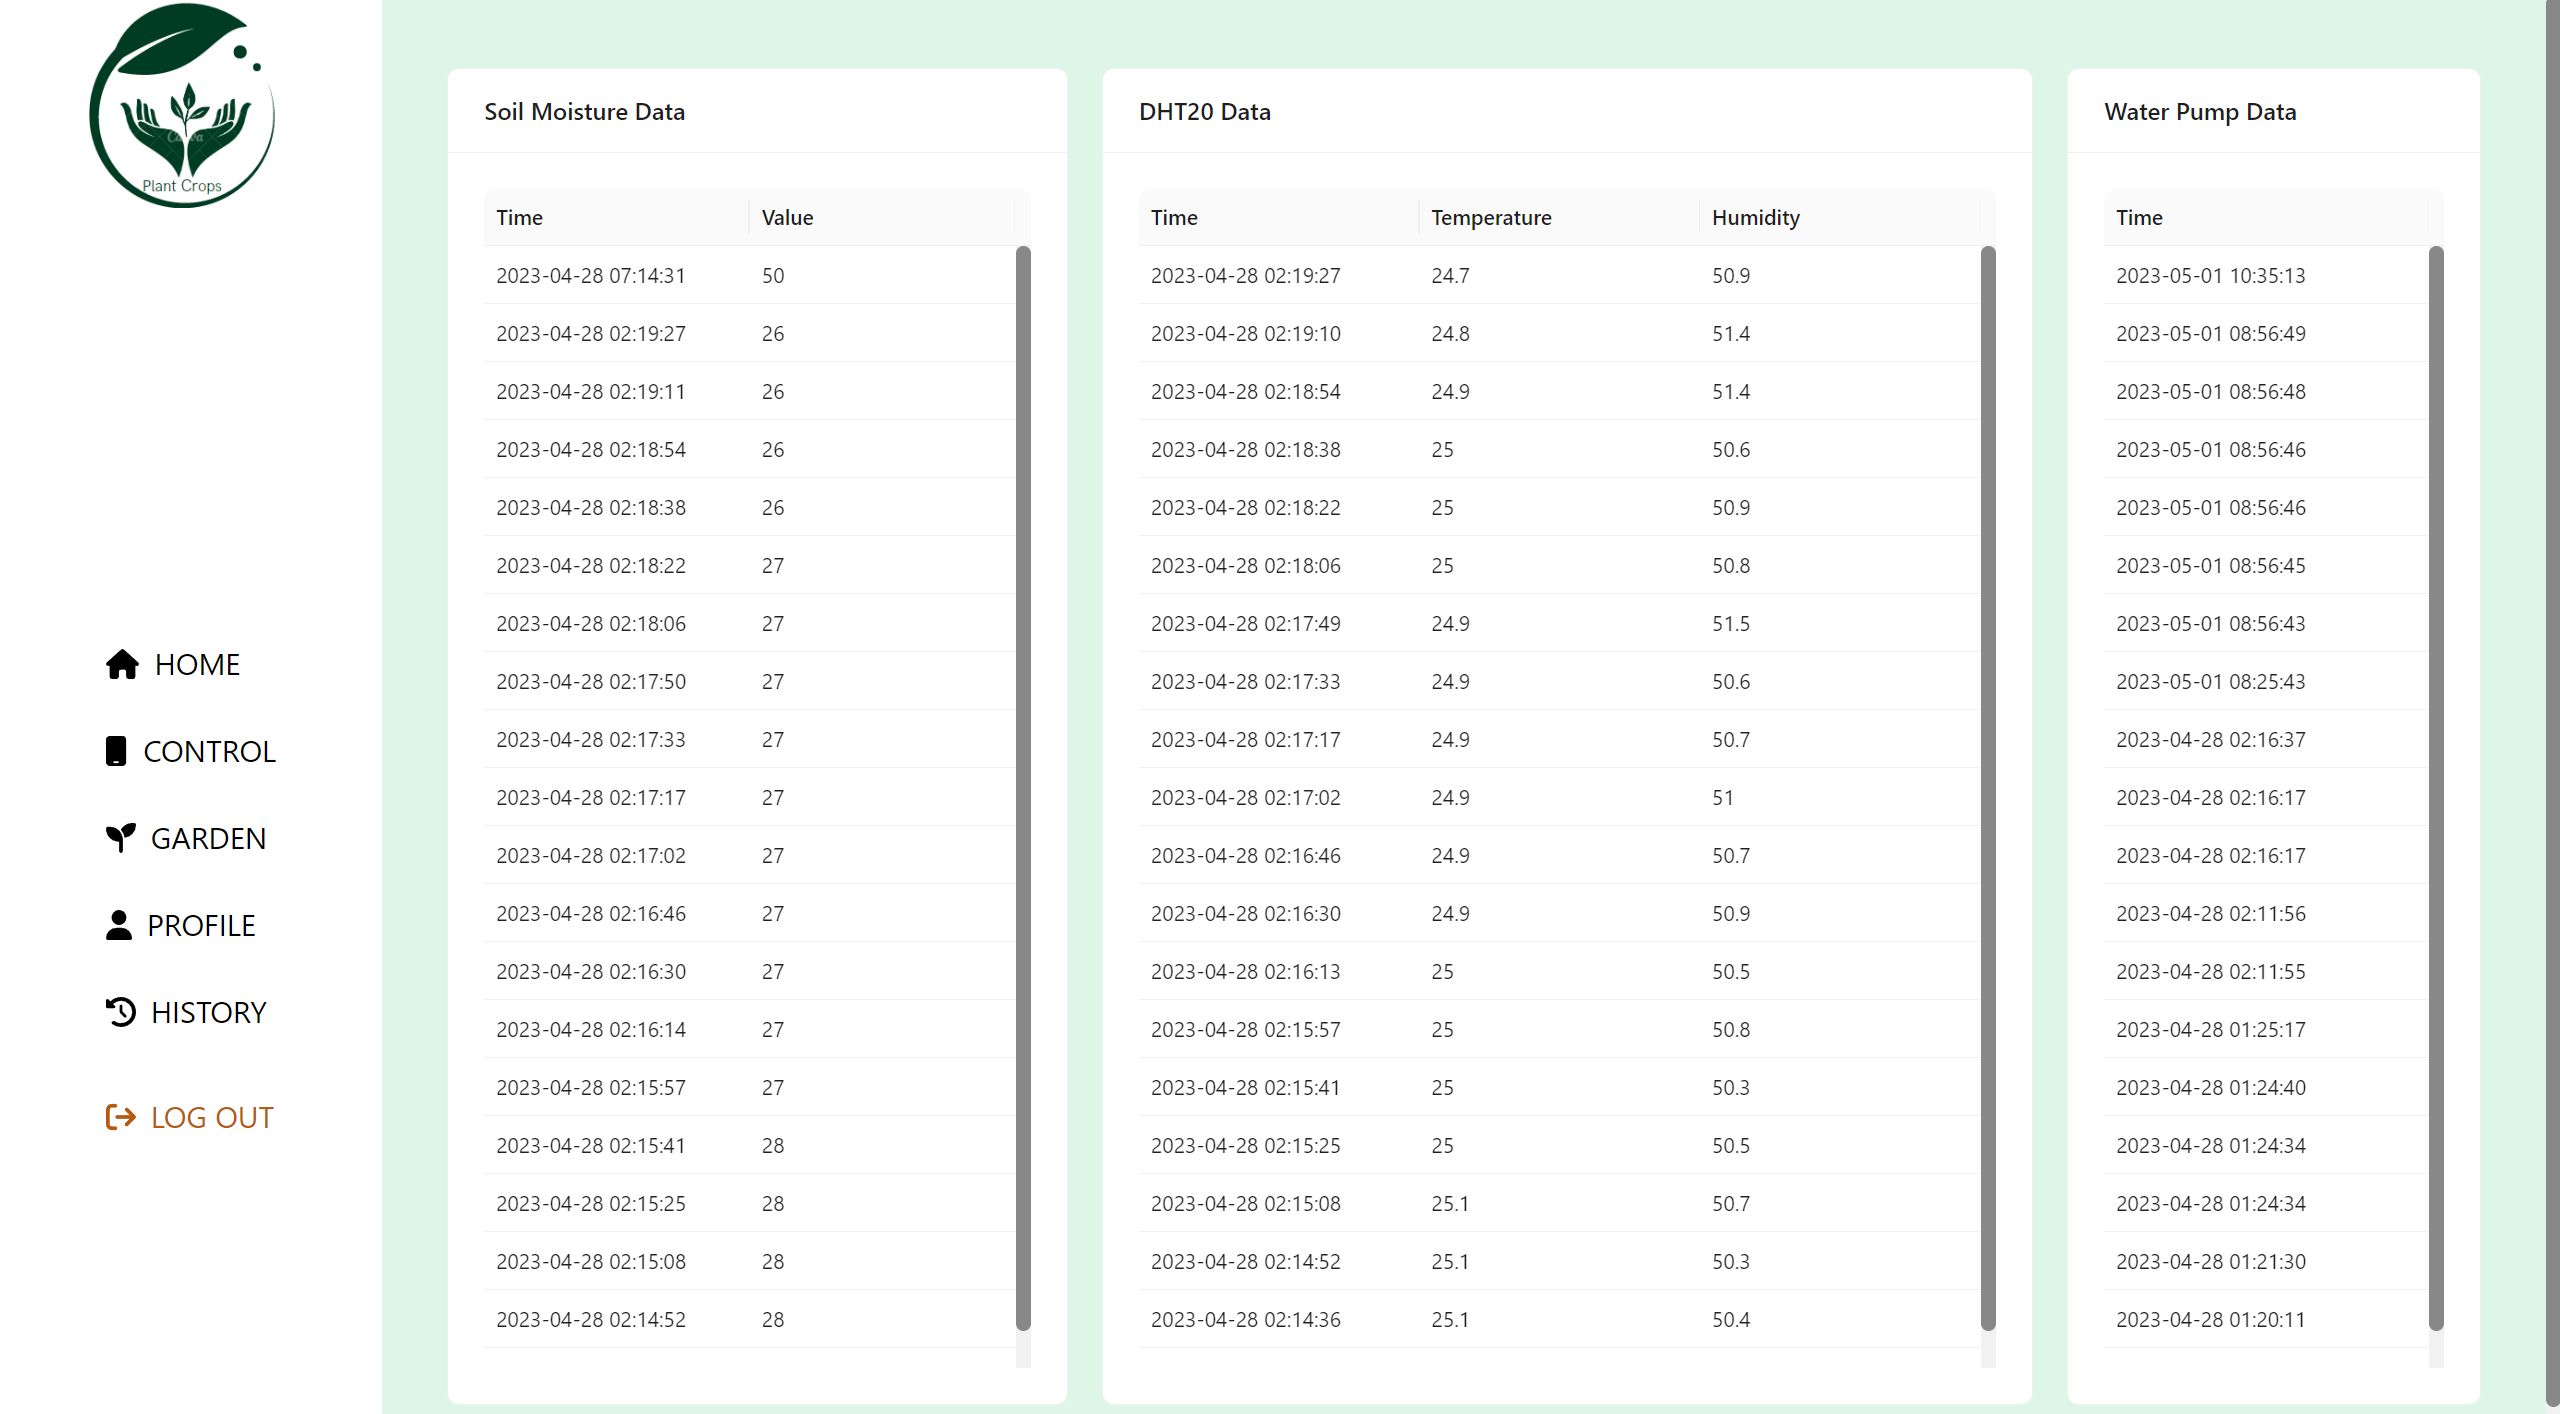 Canva
Plant Crops
HOME
CONTROL
GARDEN
PROFILE
HISTORY
LOG OUT
Soil Moisture Data
Time Value
2023-04-28 07:14:31 50
2023-04-28 02:19:27 26
2023-04-28 02:19:11 26
2023-04-28 02:18:54 26
2023-04-28 02:18:38 26
2023-04-28 02:18:22 27
2023-04-28 02:18:06 27
2023-04-28 02:17:50 27
2023-04-28 02:17:33 27
2023-04-28 02:17:17 27
2023-04-28 02:17:02 27
2023-04-28 02:16:46 27
2023-04-28 02:16:30 27
2023-04-28 02:16:14 27
2023-04-28 02:15:57 27
2023-04-28 02:15:41 28
2023-04-28 02:15:25 28
2023-04-28 02:15:08 28
2023-04-28 02:14:52 28
DHT20 Data
Time Temperature Humidity
2023-04-28 02:19:27 24.7 50.9
2023-04-28 02:19:10 24.8 51.4
2023-04-28 02:18:54 24.9 51.4
2023-04-28 02:18:38 25 50.6
2023-04-28 02:18:22 25 50.9
2023-04-28 02:18:06 25 50.8
2023-04-28 02:17:49 24.9 51.5
2023-04-28 02:17:33 24.9 50.6
2023-04-28 02:17:17 24.9 50.7
2023-04-28 02:17:02 24.9 51
2023-04-28 02:16:46 24.9 50.7
2023-04-28 02:16:30 24.9 50.9
2023-04-28 02:16:13 25 50.5
2023-04-28 02:15:57 25 50.8
2023-04-28 02:15:41 25 50.3
2023-04-28 02:15:25 25 50.5
2023-04-28 02:15:08 25.1 50.7
2023-04-28 02:14:52 25.1 50.3
2023-04-28 02:14:36 25.1 50.4
Water Pump Data
Time
2023-05-01 10:35:13
2023-05-01 08:56:49
2023-05-01 08:56:48
2023-05-01 08:56:46
2023-05-01 08:56:46
2023-05-01 08:56:45
2023-05-01 08:56:43
2023-05-01 08:25:43
2023-04-28 02:16:37
2023-04-28 02:16:17
2023-04-28 02:16:17
2023-04-28 02:11:56
2023-04-28 02:11:55
2023-04-28 01:25:17
2023-04-28 01:24:40
2023-04-28 01:24:34
2023-04-28 01:24:34
2023-04-28 01:21:30
2023-04-28 01:20:11